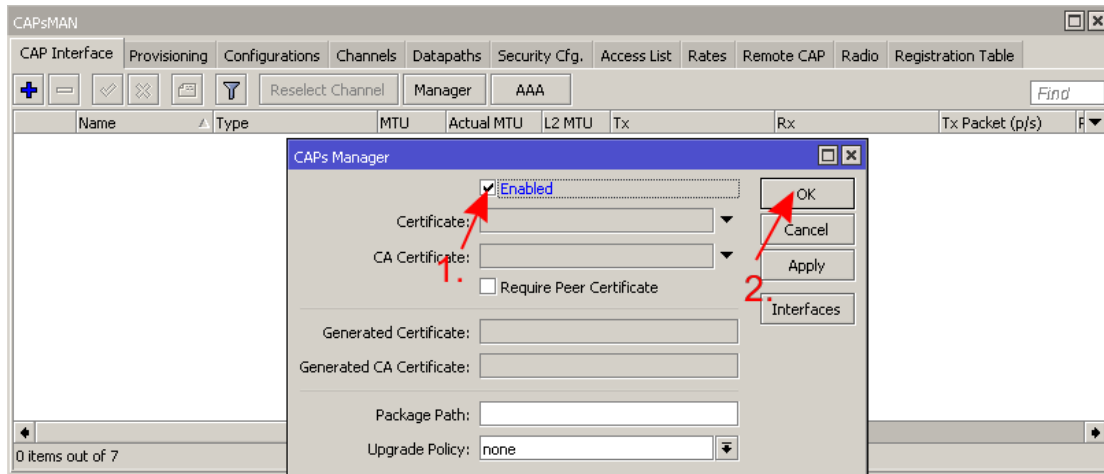 CAPsMAN
CAP Interface Provisioning Configurations Channels Datapaths Security Cfg. Access List Rates Remote CAP Radio Registration Table
Reselect Channel Manager AAA Find
Name Type MTU Actual MTU L2 MTU Tx Rx Tx Packet (p/s)
CAPs Manager
Enabled OK
Certificate: Cancel
CA Certificate: Apply
1. 2.
Require Peer Certificate
Interfaces
Generated Certificate:
Generated CA Certificate:
Package Path:
Upgrade Policy: none
0 items out of 7